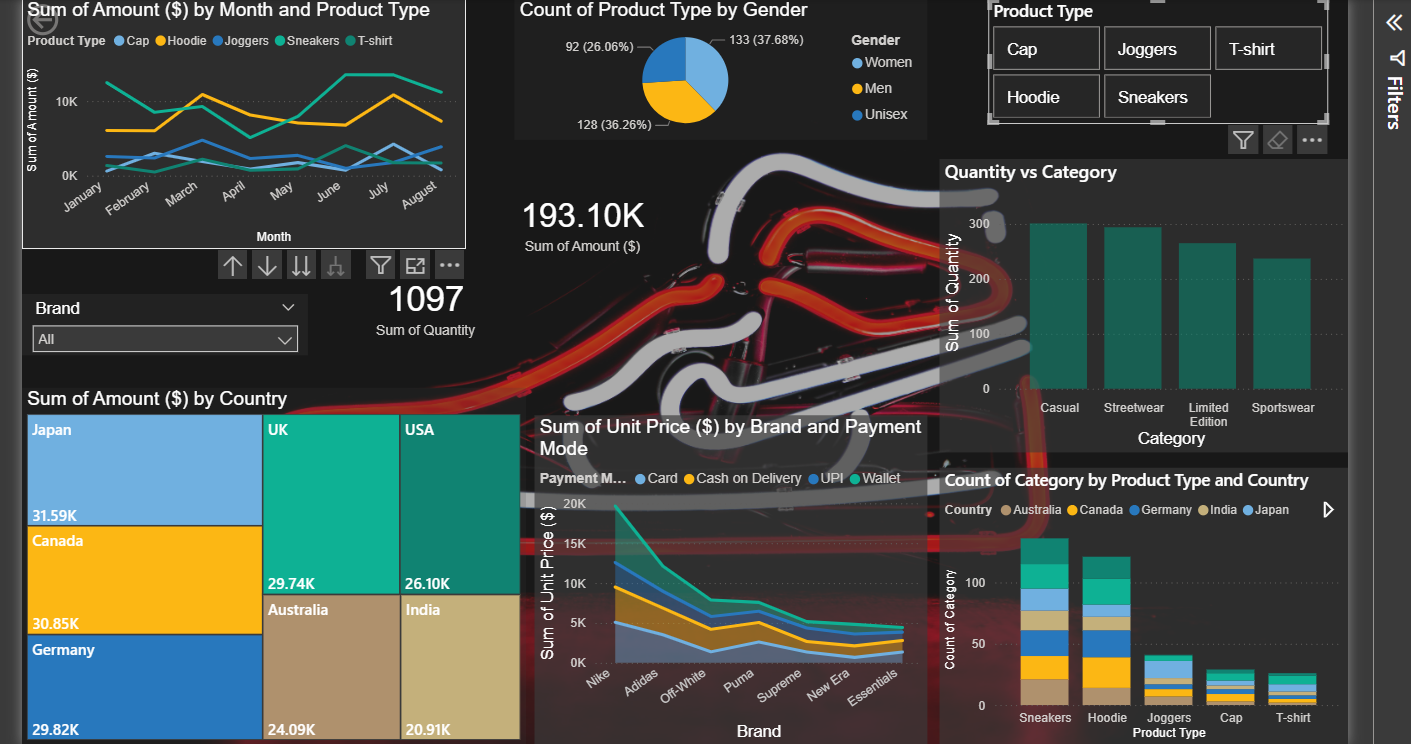 Sum of Amount ($) by Month and Product Type
Product Type Cap Hoodie Joggers Sneakers T-shirt
Sum of Amount ($)
10K
0K
January February March April May June July August
Month
Count of Product Type by Gender
133 (37.68%)
92 (26.06%)
128 (36.26%)
Gender
Women
Men
Unisex
Product Type
Cap Joggers T-shirt
Hoodie Sneakers
Filters
193.10K
Sum of Amount ($)
1097
Sum of Quantity
Brand
All
Quantity vs Category
Sum of Quantity
300
200
100
0
Casual Streetwear Limited Edition Sportswear
Category
Sum of Amount ($) by Country
Japan
31.59K
Canada
30.85K
Germany
29.82K
UK
29.74K
USA
26.10K
Australia
24.09K
India
20.91K
Sum of Unit Price ($) by Brand and Payment
Mode
Payment M... Card Cash on Delivery UPI Wallet
Sum of Unit Price ($)
20K
15K
10K
5K
0K
Nike Adidas Off-White Puma Supreme New Era Essentials
Brand
Count of Category by Product Type and Country
Country Australia Canada Germany India Japan
Count of Category
100
50
0
Sneakers Hoodie Joggers Cap T-shirt
Product Type